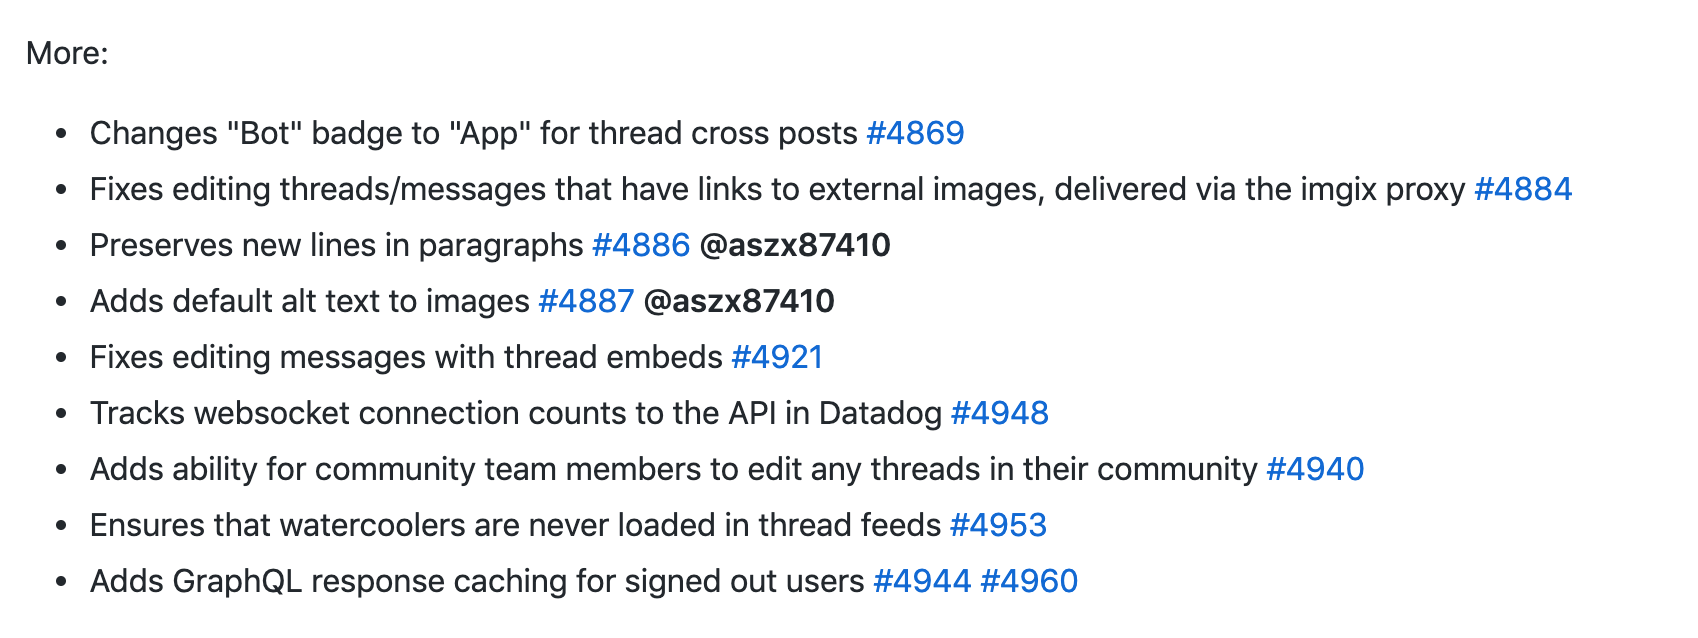 More:
• Changes "Bot" badge to "App" for thread cross posts #4869
• Fixes editing threads/messages that have links to external images, delivered via the imgix proxy #4884
• Preserves new lines in paragraphs #4886 @aszx87410
• Adds default alt text to images #4887 @aszx87410
• Fixes editing messages with thread embeds #4921
• Tracks websocket connection counts to the API in Datadog #4948
• Adds ability for community team members to edit any threads in their community #4940
• Ensures that watercoolers are never loaded in thread feeds #4953
• Adds GraphQL response caching for signed out users #4944 #4960